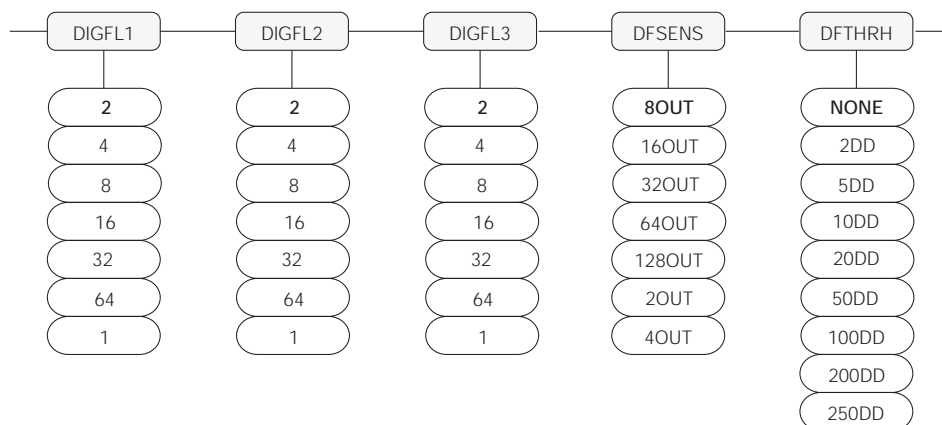 DIGFL1 DIGFL2 DIGFL3 DFSENS DFTHRH
2 2 2 8OUT NONE
4 4 4 16OUT 2DD
8 8 8 32OUT 5DD
16 16 16 64OUT 10DD
32 32 32 128OUT 20DD
64 64 64 2OUT 50DD
1 1 1 4OUT 100DD
200DD
250DD